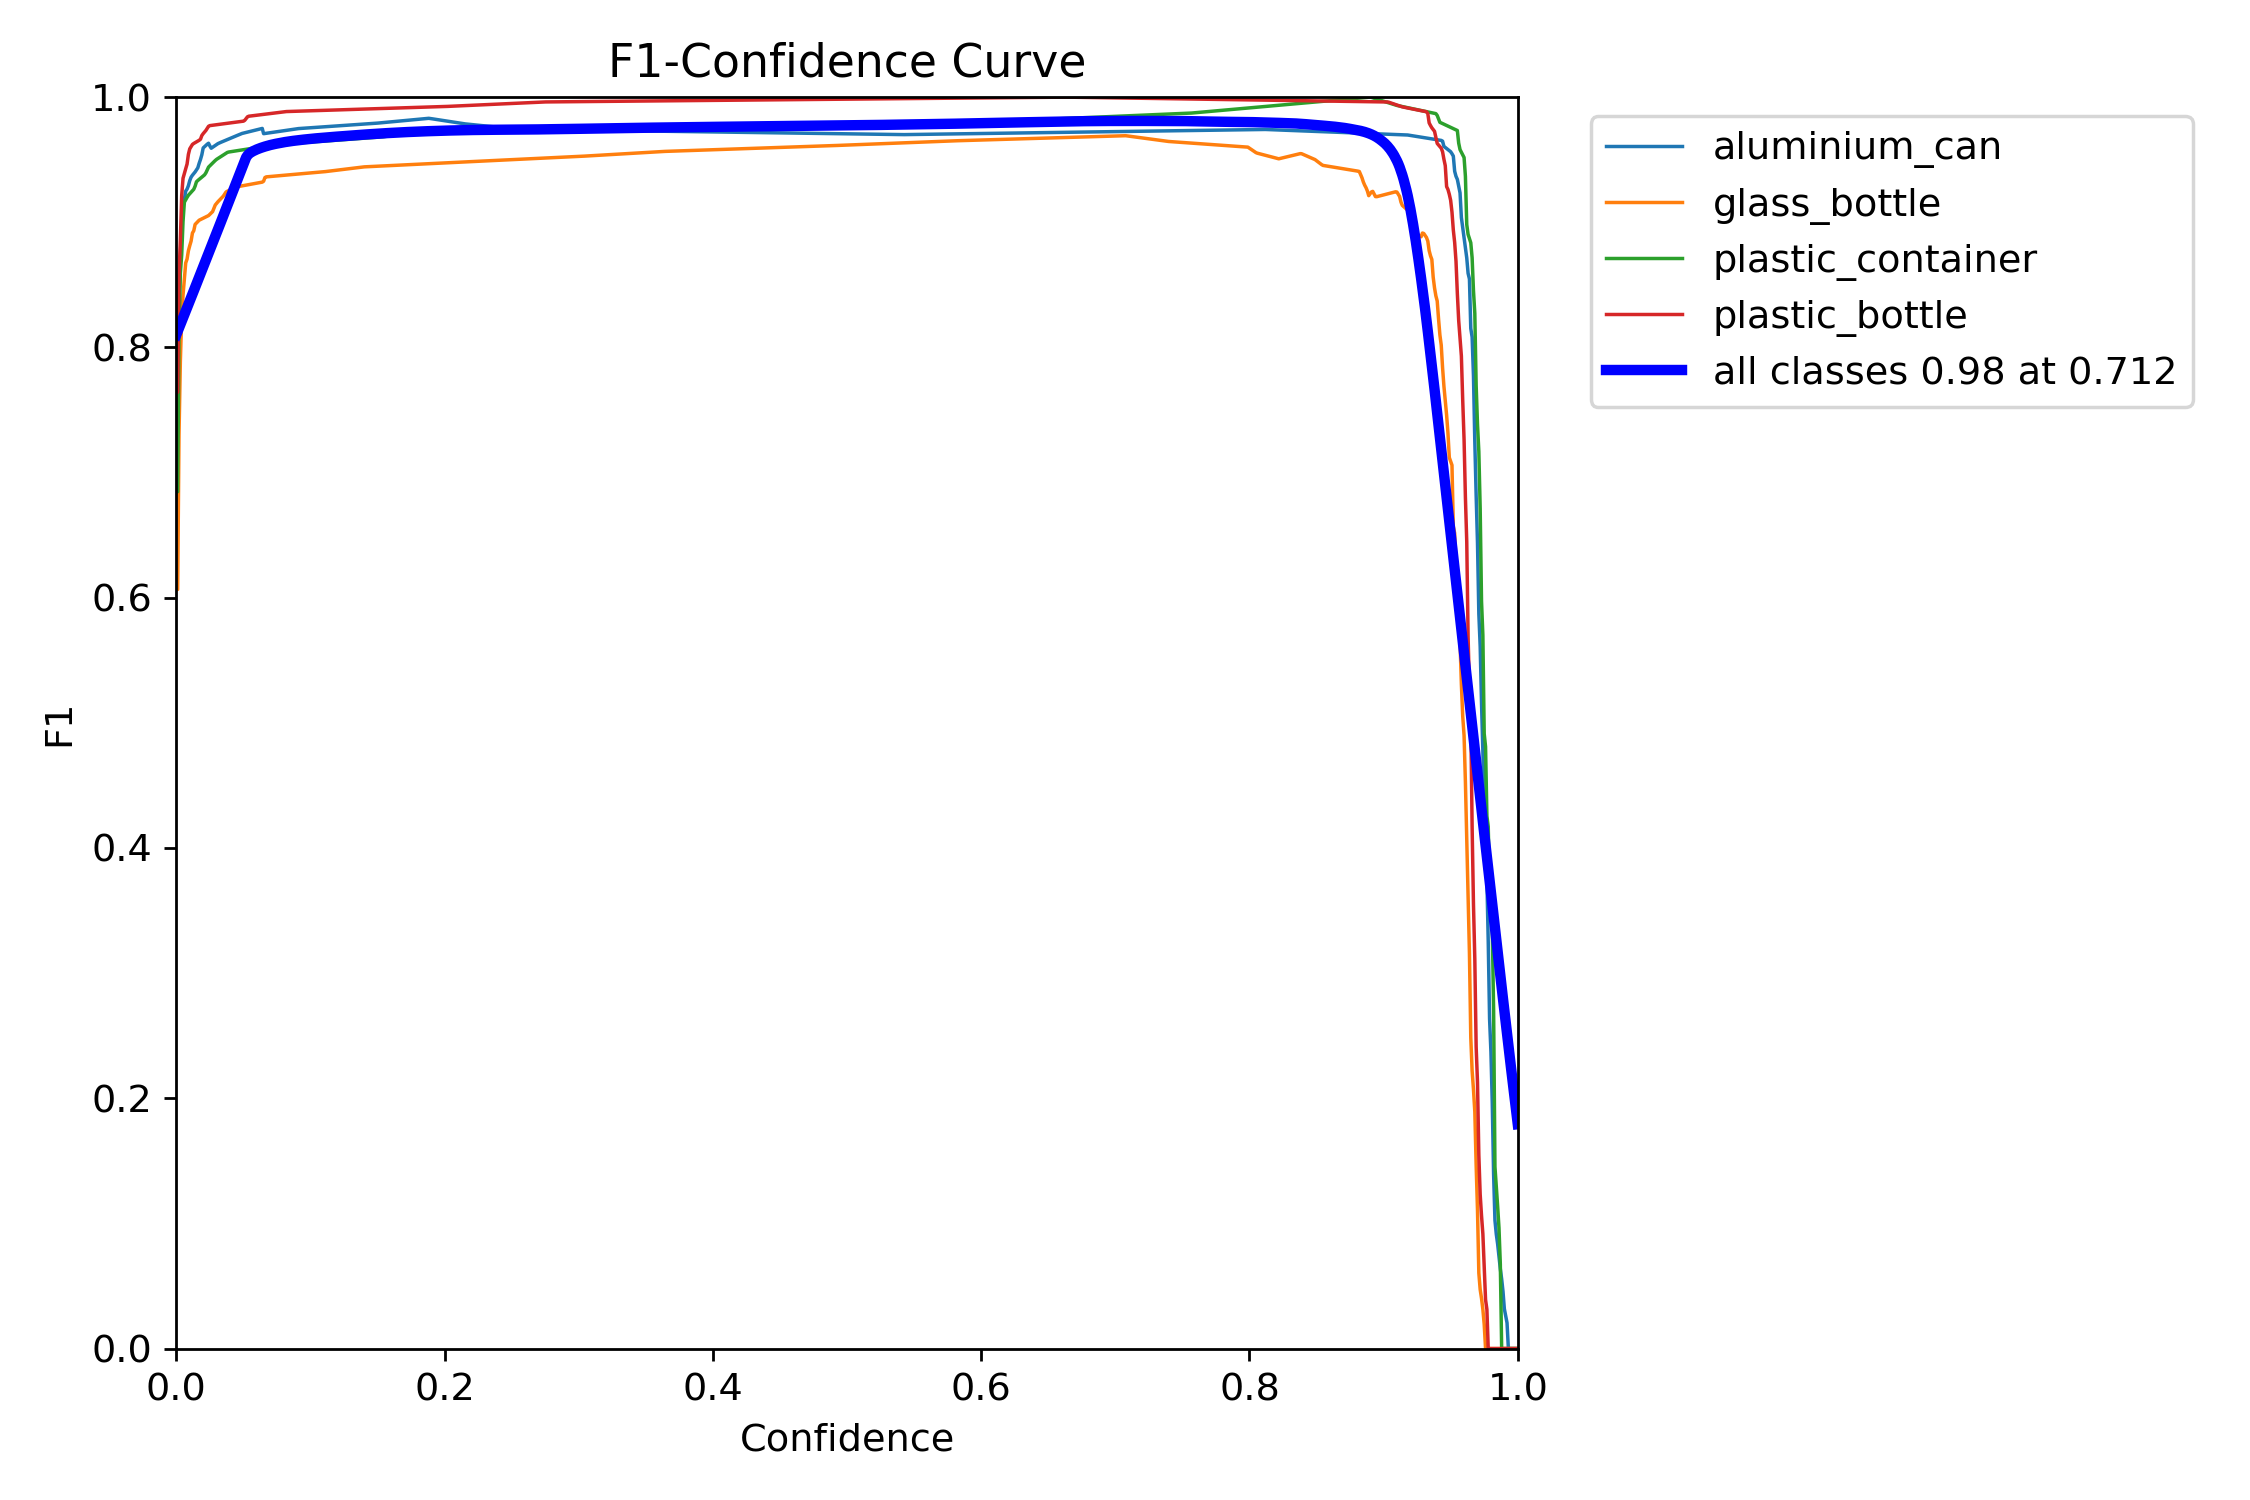 F1-Confidence Curve
1.0
0.8
0.6
0.4
0.2
0.0
F1
0.0 0.2 0.4 0.6 0.8 1.0
Confidence
aluminium_can
glass_bottle
plastic_container
plastic_bottle
all classes 0.98 at 0.712